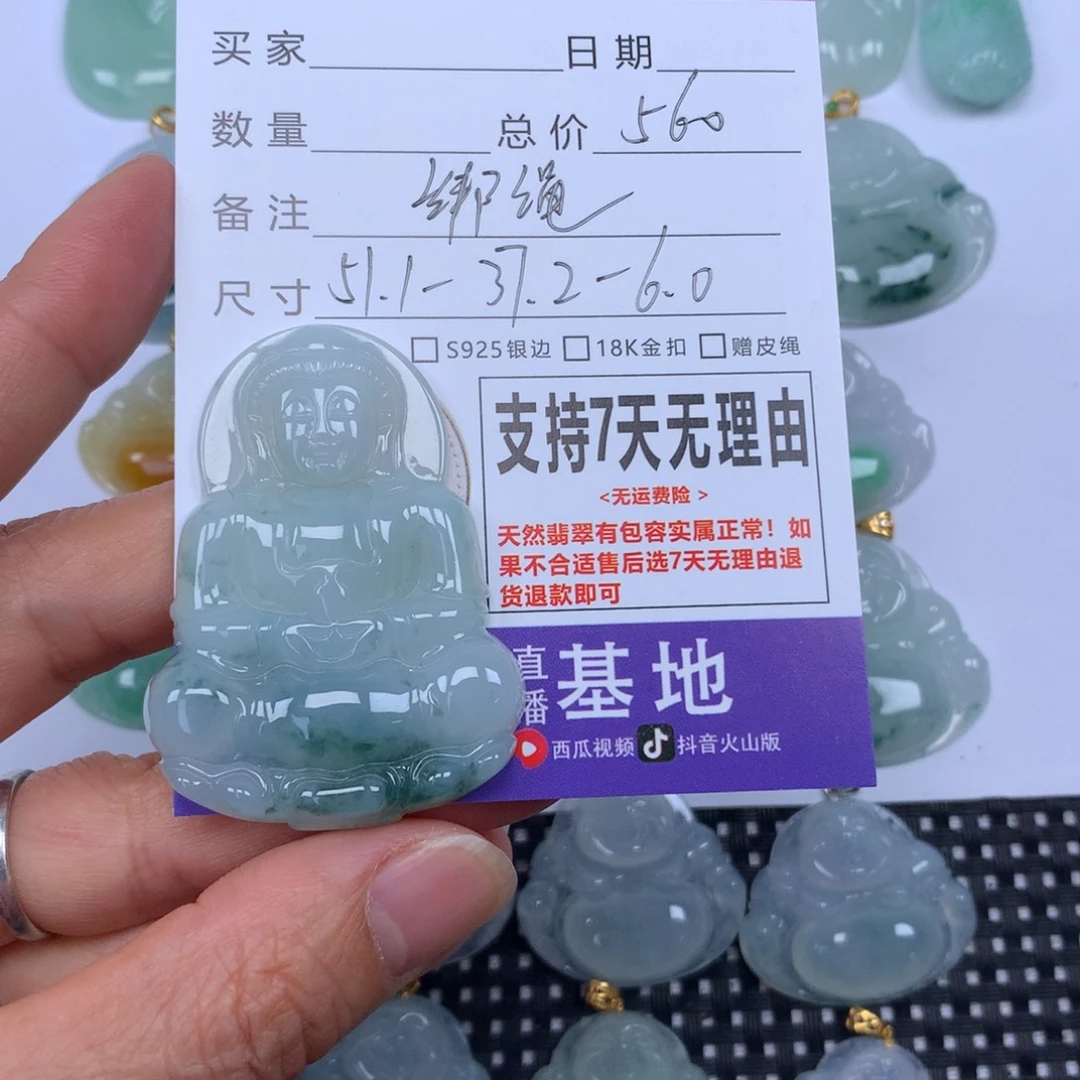 买家 日期
数量 总价 560
备注 绑绳
尺寸 51.1-37.2-6.0
S925银边 18K金扣 赠皮绳
支持7天无理由
<无运费险 >
天然翡翠有包容实属正常！如
果不合适售后选7天无理由退
货退款即可
直播 基地
西瓜视频 抖音火山版